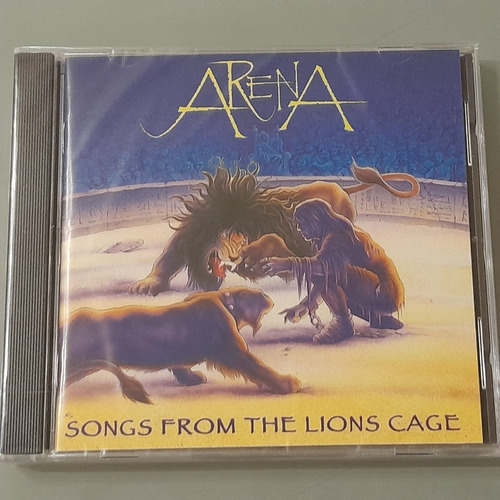 ARENA
SONGS FROM THE LIONS CAGE